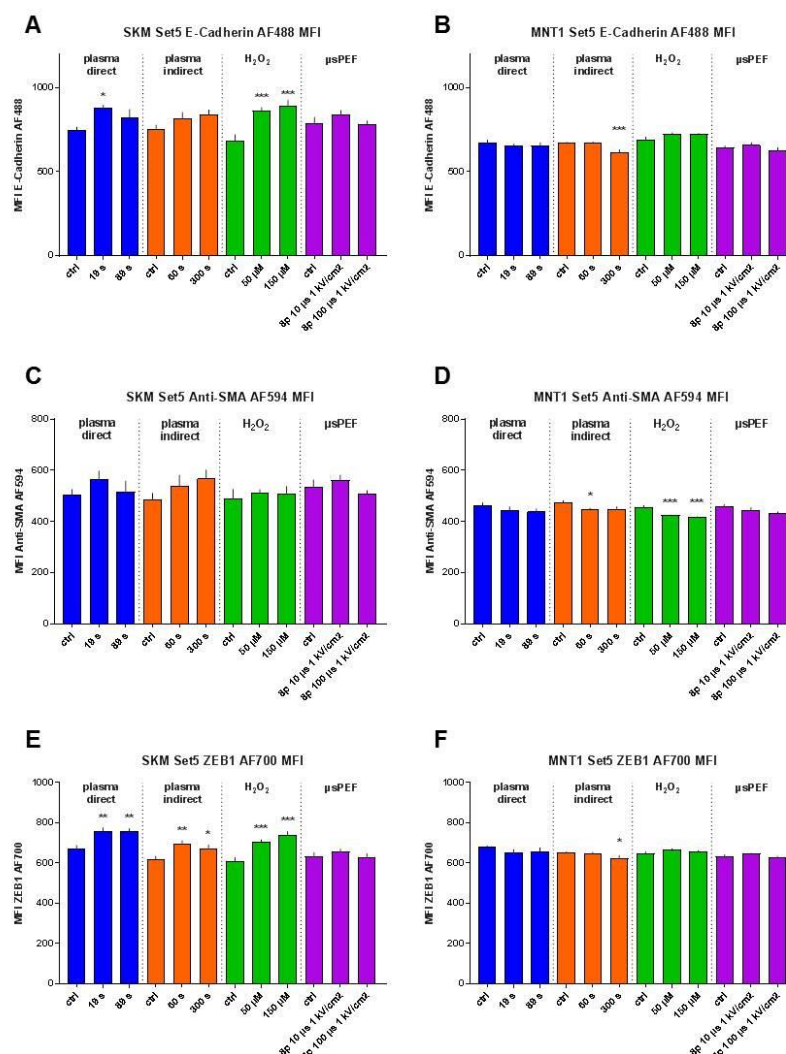 A
SKM Set5 E-Cadherin AF488 MFI
plasma direct
plasma indirect
H₂O₂
µsPEF
MFI E-Cadherin AF488
1000
500
0
*
***
***
ctrl
19 s
89 s
ctrl
60 s
300 s
ctrl
50 µM
150 µM
ctrl
8p 10 µs 1 kV/cm2
8p 100 µs 1 kV/cm2
B
MNT1 Set5 E-Cadherin AF488 MFI
plasma direct
plasma indirect
H₂O₂
µsPEF
MFI E-Cadherin AF488
1000
500
0
***
ctrl
19 s
89 s
ctrl
60 s
300 s
ctrl
50 µM
150 µM
ctrl
8p 10 µs 1 kV/cm2
8p 100 µs 1 kV/cm2
C
SKM Set5 Anti-SMA AF594 MFI
plasma direct
plasma indirect
H₂O₂
µsPEF
MFI Anti-SMA AF594
800
600
400
200
0
ctrl
19 s
89 s
ctrl
60 s
300 s
ctrl
50 µM
150 µM
ctrl
8p 10 µs 1 kV/cm2
8p 100 µs 1 kV/cm2
D
MNT1 Set5 Anti-SMA AF594 MFI
plasma direct
plasma indirect
H₂O₂
µsPEF
MFI Anti-SMA AF594
800
600
400
200
0
*
***
***
ctrl
19 s
89 s
ctrl
60 s
300 s
ctrl
50 µM
150 µM
ctrl
8p 10 µs 1 kV/cm2
8p 100 µs 1 kV/cm2
E
SKM Set5 ZEB1 AF700 MFI
plasma direct
plasma indirect
H₂O₂
µsPEF
MFI ZEB1 AF700
1000
800
600
400
200
0
**
**
**
*
***
***
ctrl
19 s
89 s
ctrl
60 s
300 s
ctrl
50 µM
150 µM
ctrl
8p 10 µs 1 kV/cm2
8p 100 µs 1 kV/cm2
F
MNT1 Set5 ZEB1 AF700 MFI
plasma direct
plasma indirect
H₂O₂
µsPEF
MFI ZEB1 AF700
1000
800
600
400
200
0
*
ctrl
19 s
89 s
ctrl
60 s
300 s
ctrl
50 µM
150 µM
ctrl
8p 10 µs 1 kV/cm2
8p 100 µs 1 kV/cm2